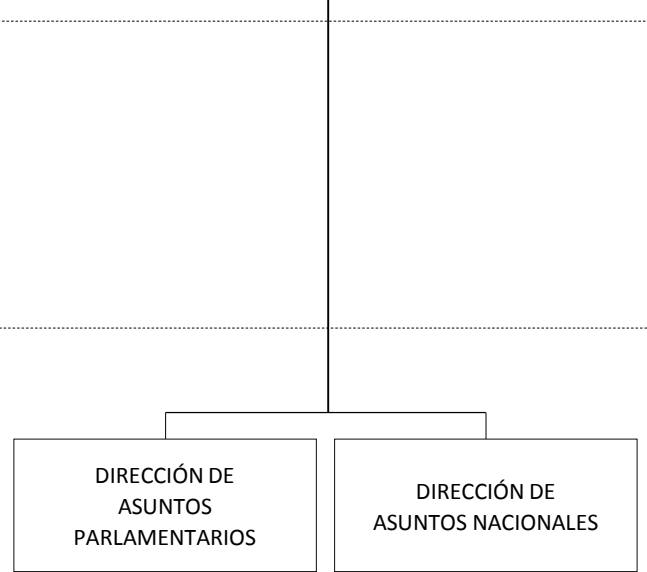 DIRECCIÓN DE
ASUNTOS
PARLAMENTARIOS
DIRECCIÓN DE
ASUNTOS NACIONALES